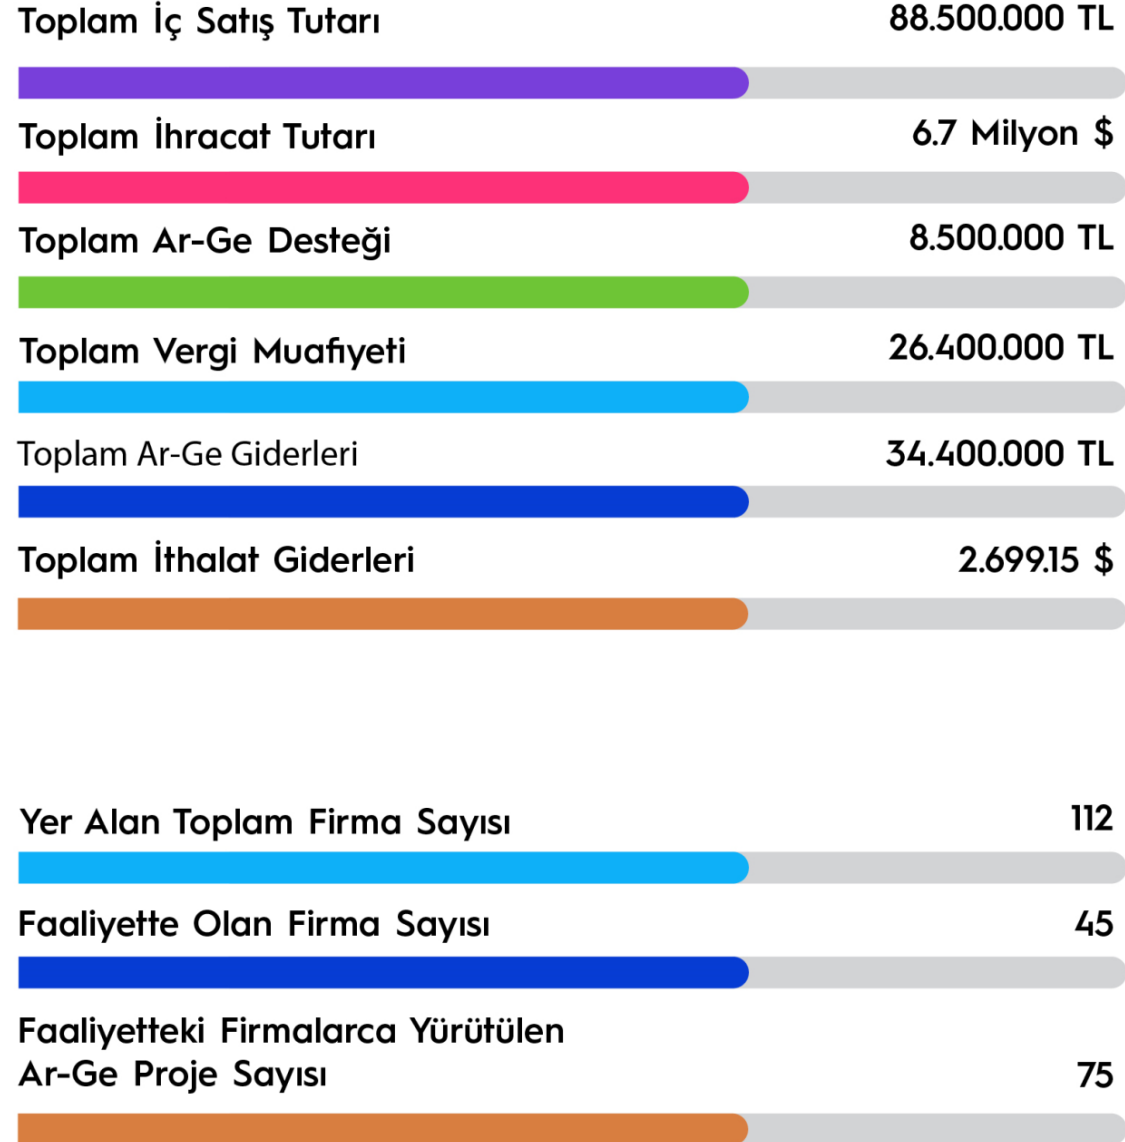 Toplam İç Satış Tutarı 88.500.000 TL
Toplam İhracat Tutarı 6.7 Milyon $
Toplam Ar-Ge Desteği 8.500.000 TL
Toplam Vergi Muafiyeti 26.400.000 TL
Toplam Ar-Ge Giderleri 34.400.000 TL
Toplam İthalat Giderleri 2.699.15 $
Yer Alan Toplam Firma Sayısı 112
Faaliyette Olan Firma Sayısı 45
Faaliyetteki Firmalarca Yürütülen
Ar-Ge Proje Sayısı 75